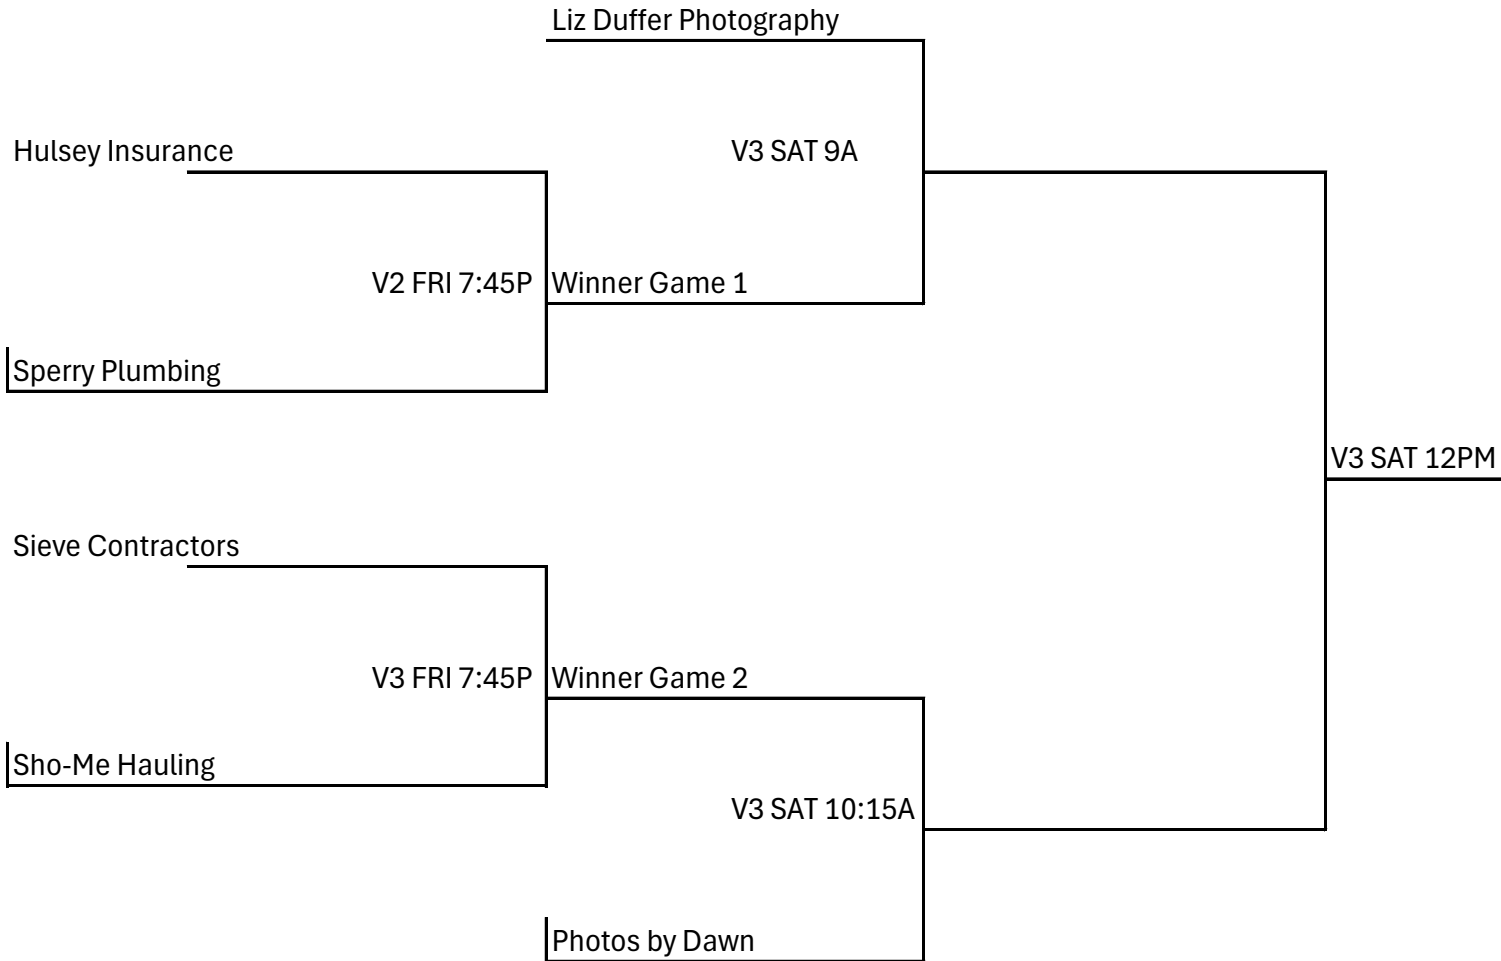 Liz Duffer Photography
Hulsey Insurance
V3 SAT 9A
V2 FRI 7:45P
Winner Game 1
Sperry Plumbing
V3 SAT 12PM
Sieve Contractors
V3 FRI 7:45P
Winner Game 2
Sho-Me Hauling
V3 SAT 10:15A
Photos by Dawn